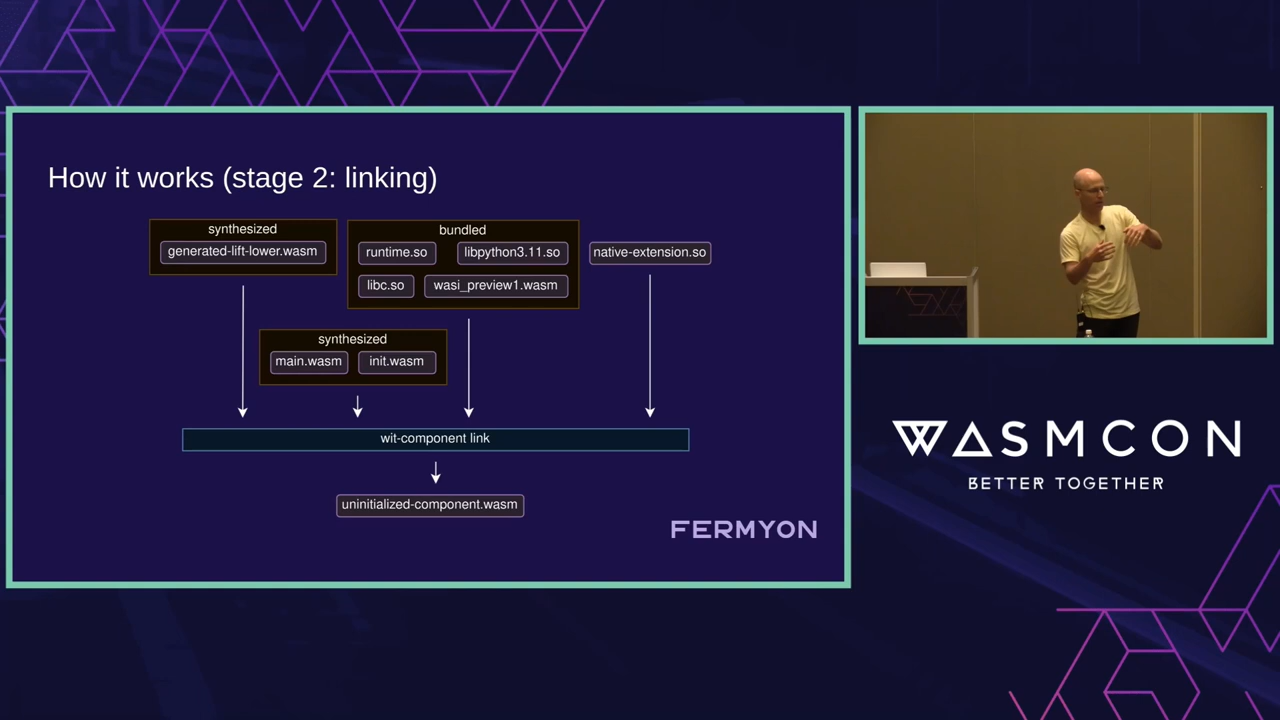 How it works (stage 2: linking)
synthesized
generated-lift-lower.wasm
bundled
runtime.so
libpython3.11.so
libc.so
wasi_preview1.wasm
native-extension.so
synthesized
main.wasm
init.wasm
wit-component link
uninitialized-component.wasm
FERMYON
WASMCON
BETTER TOGETHER